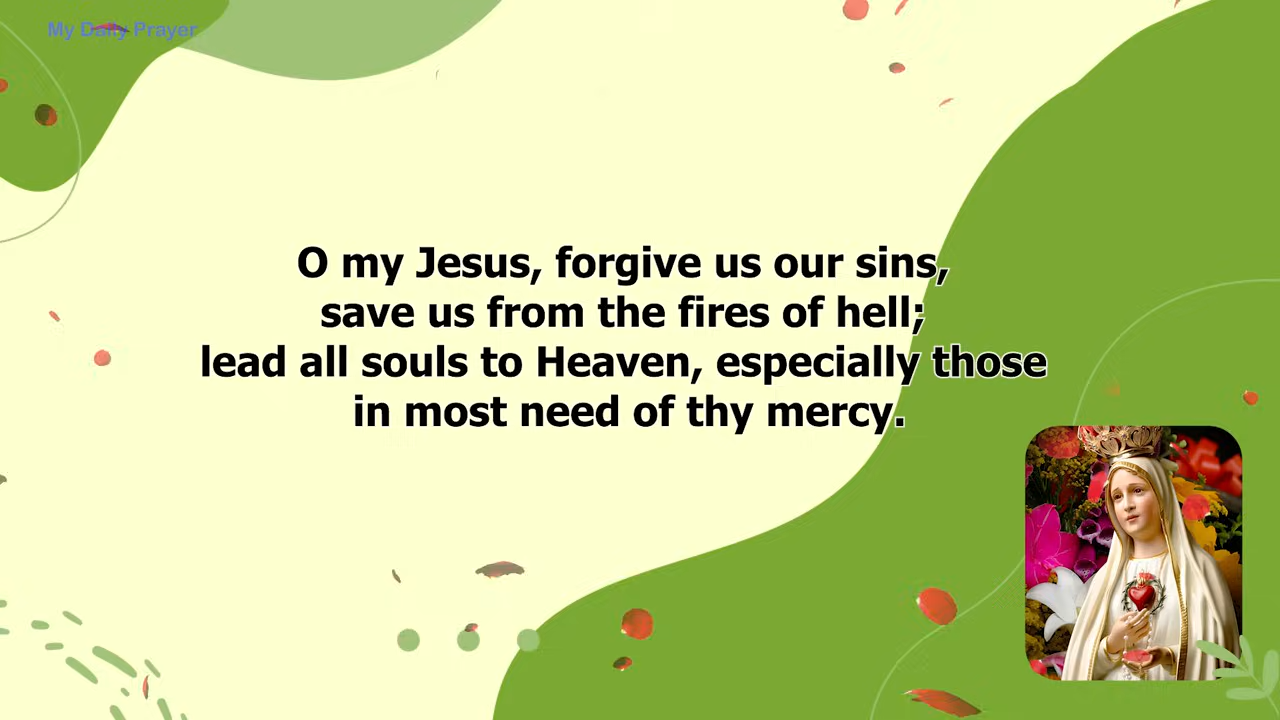 My Daily Prayer
O my Jesus, forgive us our sins,
save us from the fires of hell;
lead all souls to Heaven, especially those
in most need of thy mercy.